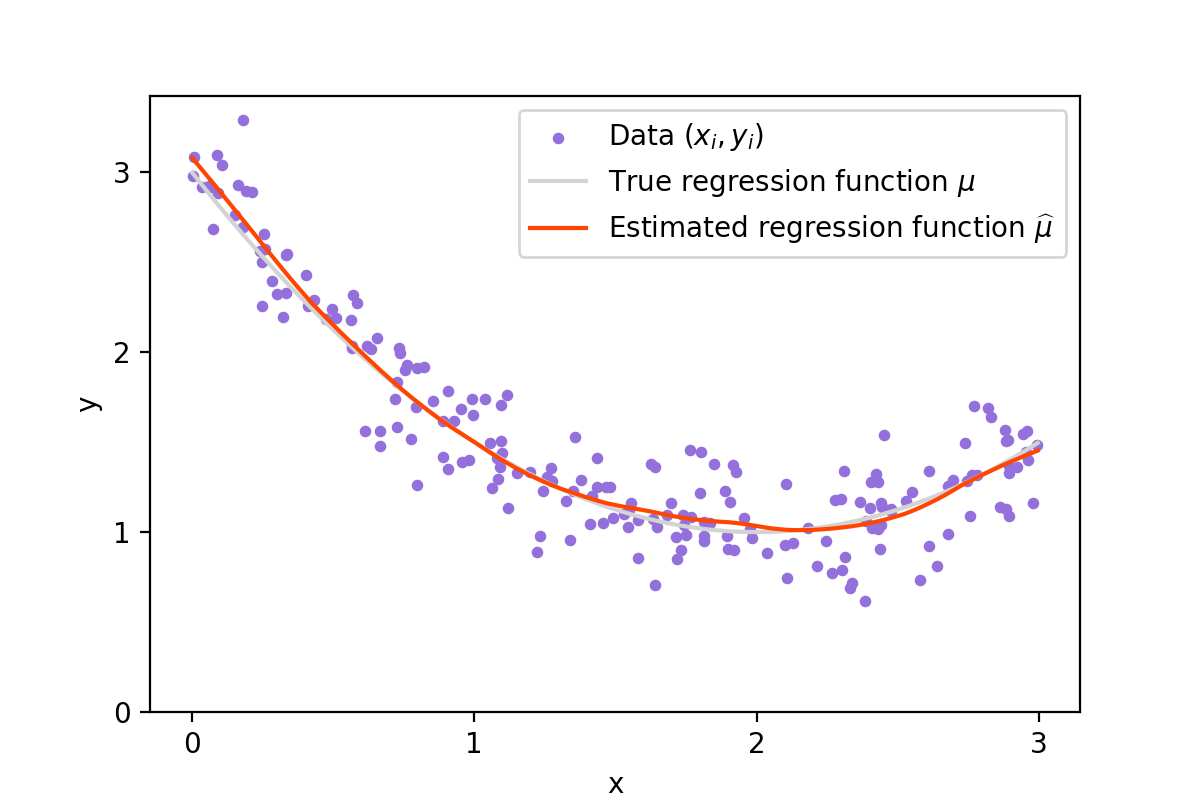 Data (x_i, y_i)
True regression function μ
Estimated regression function μ̂
3
2
1
0
y
0 1 2 3
x